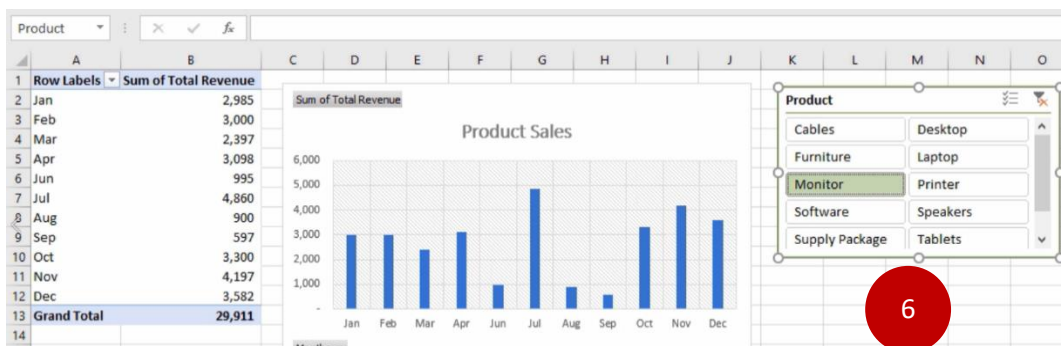 Product fx
A B C D E F G H I J K L M N O
1 Row Labels Sum of Total Revenue
2 Jan 2,985
3 Feb 3,000
4 Mar 2,397
5 Apr 3,098
6 Jun 995
7 Jul 4,860
8 Aug 900
9 Sep 597
10 Oct 3,300
11 Nov 4,197
12 Dec 3,582
13 Grand Total 29,911
14
Sum of Total Revenue
Product Sales
6,000
5,000
4,000
3,000
2,000
1,000
-
Jan Feb Mar Apr Jun Jul Aug Sep Oct Nov Dec
Product
Cables Desktop
Furniture Laptop
Monitor Printer
Software Speakers
Supply Package Tablets
6